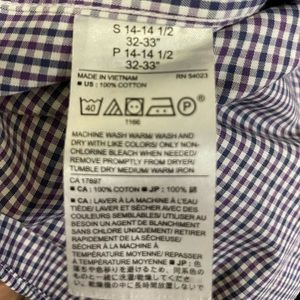 S 14-14 1/2
32-33"
P 14-14 1/2
32-33"
MADE IN VIETNAM RN 54023
■ US : 100% COTTON
40 P
1166
MACHINE WASH WARM/ WASH AND
DRY WITH LIKE COLORS/ ONLY NON-
CHLORINE BLEACH WHEN NEEDED/
REMOVE PROMPTLY FROM DRYER/
TUMBLE DRY MEDIUM/ WARM IRON
CA 17897
■ CA : 100% COTON ■ JP : 100% 綿
■ CA : LAVER À LA MACHINE À L'EAU
TIÈDE/ LAVER ET SÉCHER AVEC DES
COULEURS SEMBLABLES/ UTILISER AU
BESOIN UN AGENT DE BLANCHIMENT
SANS CHLORE UNIQUEMENT/ RETIRER
RAPIDEMENT DE LA SÉCHEUSE/
SÉCHER À LA MACHINE À
TEMPÉRATURE MOYENNE/ REPASSER À
TEMPÉRATURE MOYENNE ■ JP : 色